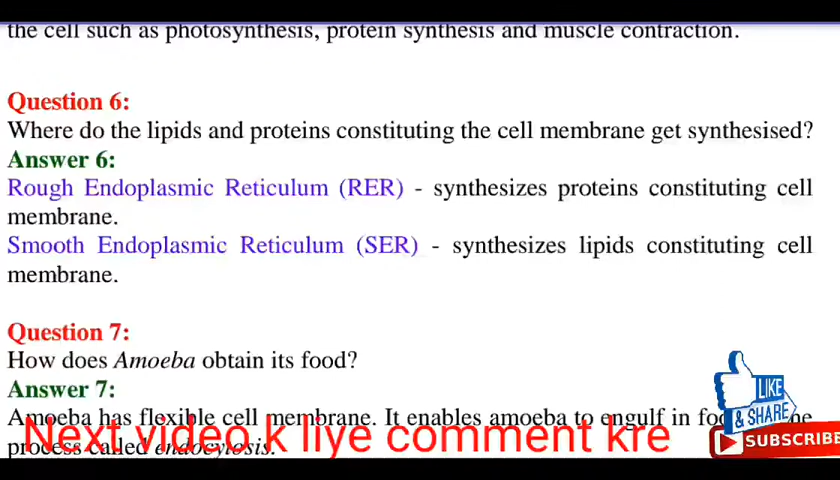 the cell such as photosynthesis, protein synthesis and muscle contraction.
Question 6:
Where do the lipids and proteins constituting the cell membrane get synthesised?
Answer 6:
Rough Endoplasmic Reticulum (RER) - synthesizes proteins constituting cell
membrane.
Smooth Endoplasmic Reticulum (SER) - synthesizes lipids constituting cell
membrane.
Question 7:
How does Amoeba obtain its food?
Answer 7:
Amoeba has flexible cell membrane. It enables amoeba to engulf in
process called endocytosis.
Next video k liye comment kre
LIKE
& SHARE
SUBSCRIBE